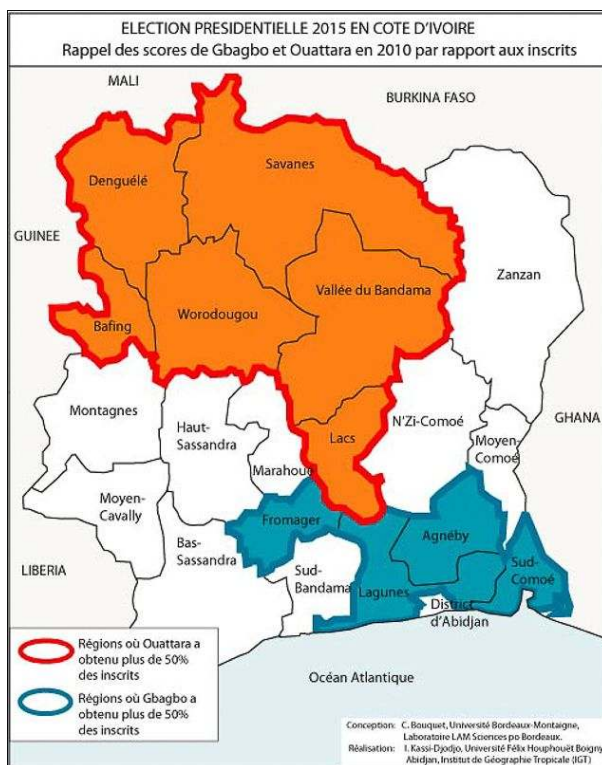 ELECTION PRESIDENTIELLE 2015 EN COTE D'IVOIRE
Rappel des scores de Gbagbo et Ouattara en 2010 par rapport aux inscrits
MALI
BURKINA FASO
Savanes
Denguélé
GUINEE
Zanzan
Vallée du Bandama
Worodougou
Bafing
Montagnes
Haut-
Sassandra
N'Zi-Comoé
GHANA
Lacs
Moyen-
Comoé
Marahoué
Moyen-
Cavally
Fromager
Agnéby
Bas-
Sassandra
LIBERIA
Sud-
Bandama
Sud-
Comoé
Lagunes
District
d'Abidjan
Régions où Ouattara a
obtenu plus de 50%
des inscrits
Océan Atlantique
Régions où Gbagbo a
obtenu plus de 50%
des inscrits
Conception: C. Bouquet, Université Bordeaux-Montaigne,
Laboratoire LAM Sciences po Bordeaux.
Réalisation: I. Kassi-Djodjo, Université Félix Houphouët Boigny
Abidjan, Institut de Géographie Tropicale (IGT)